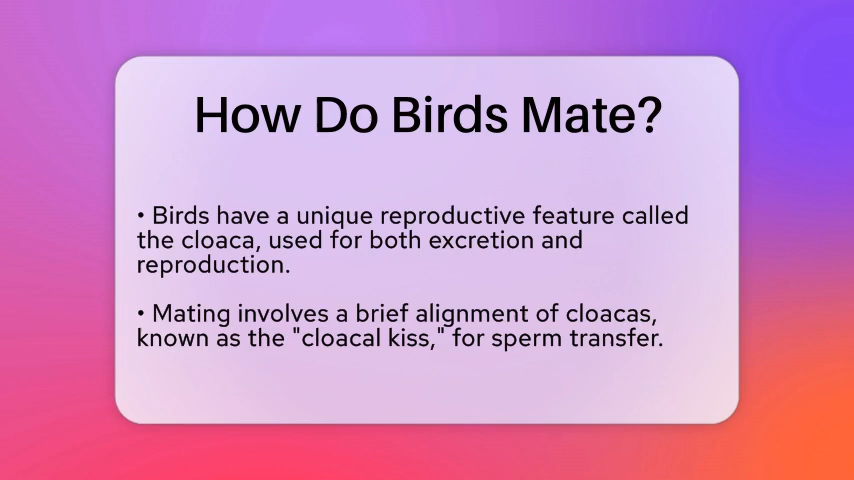 How Do Birds Mate?
• Birds have a unique reproductive feature called
the cloaca, used for both excretion and
reproduction.
• Mating involves a brief alignment of cloacas,
known as the "cloacal kiss," for sperm transfer.